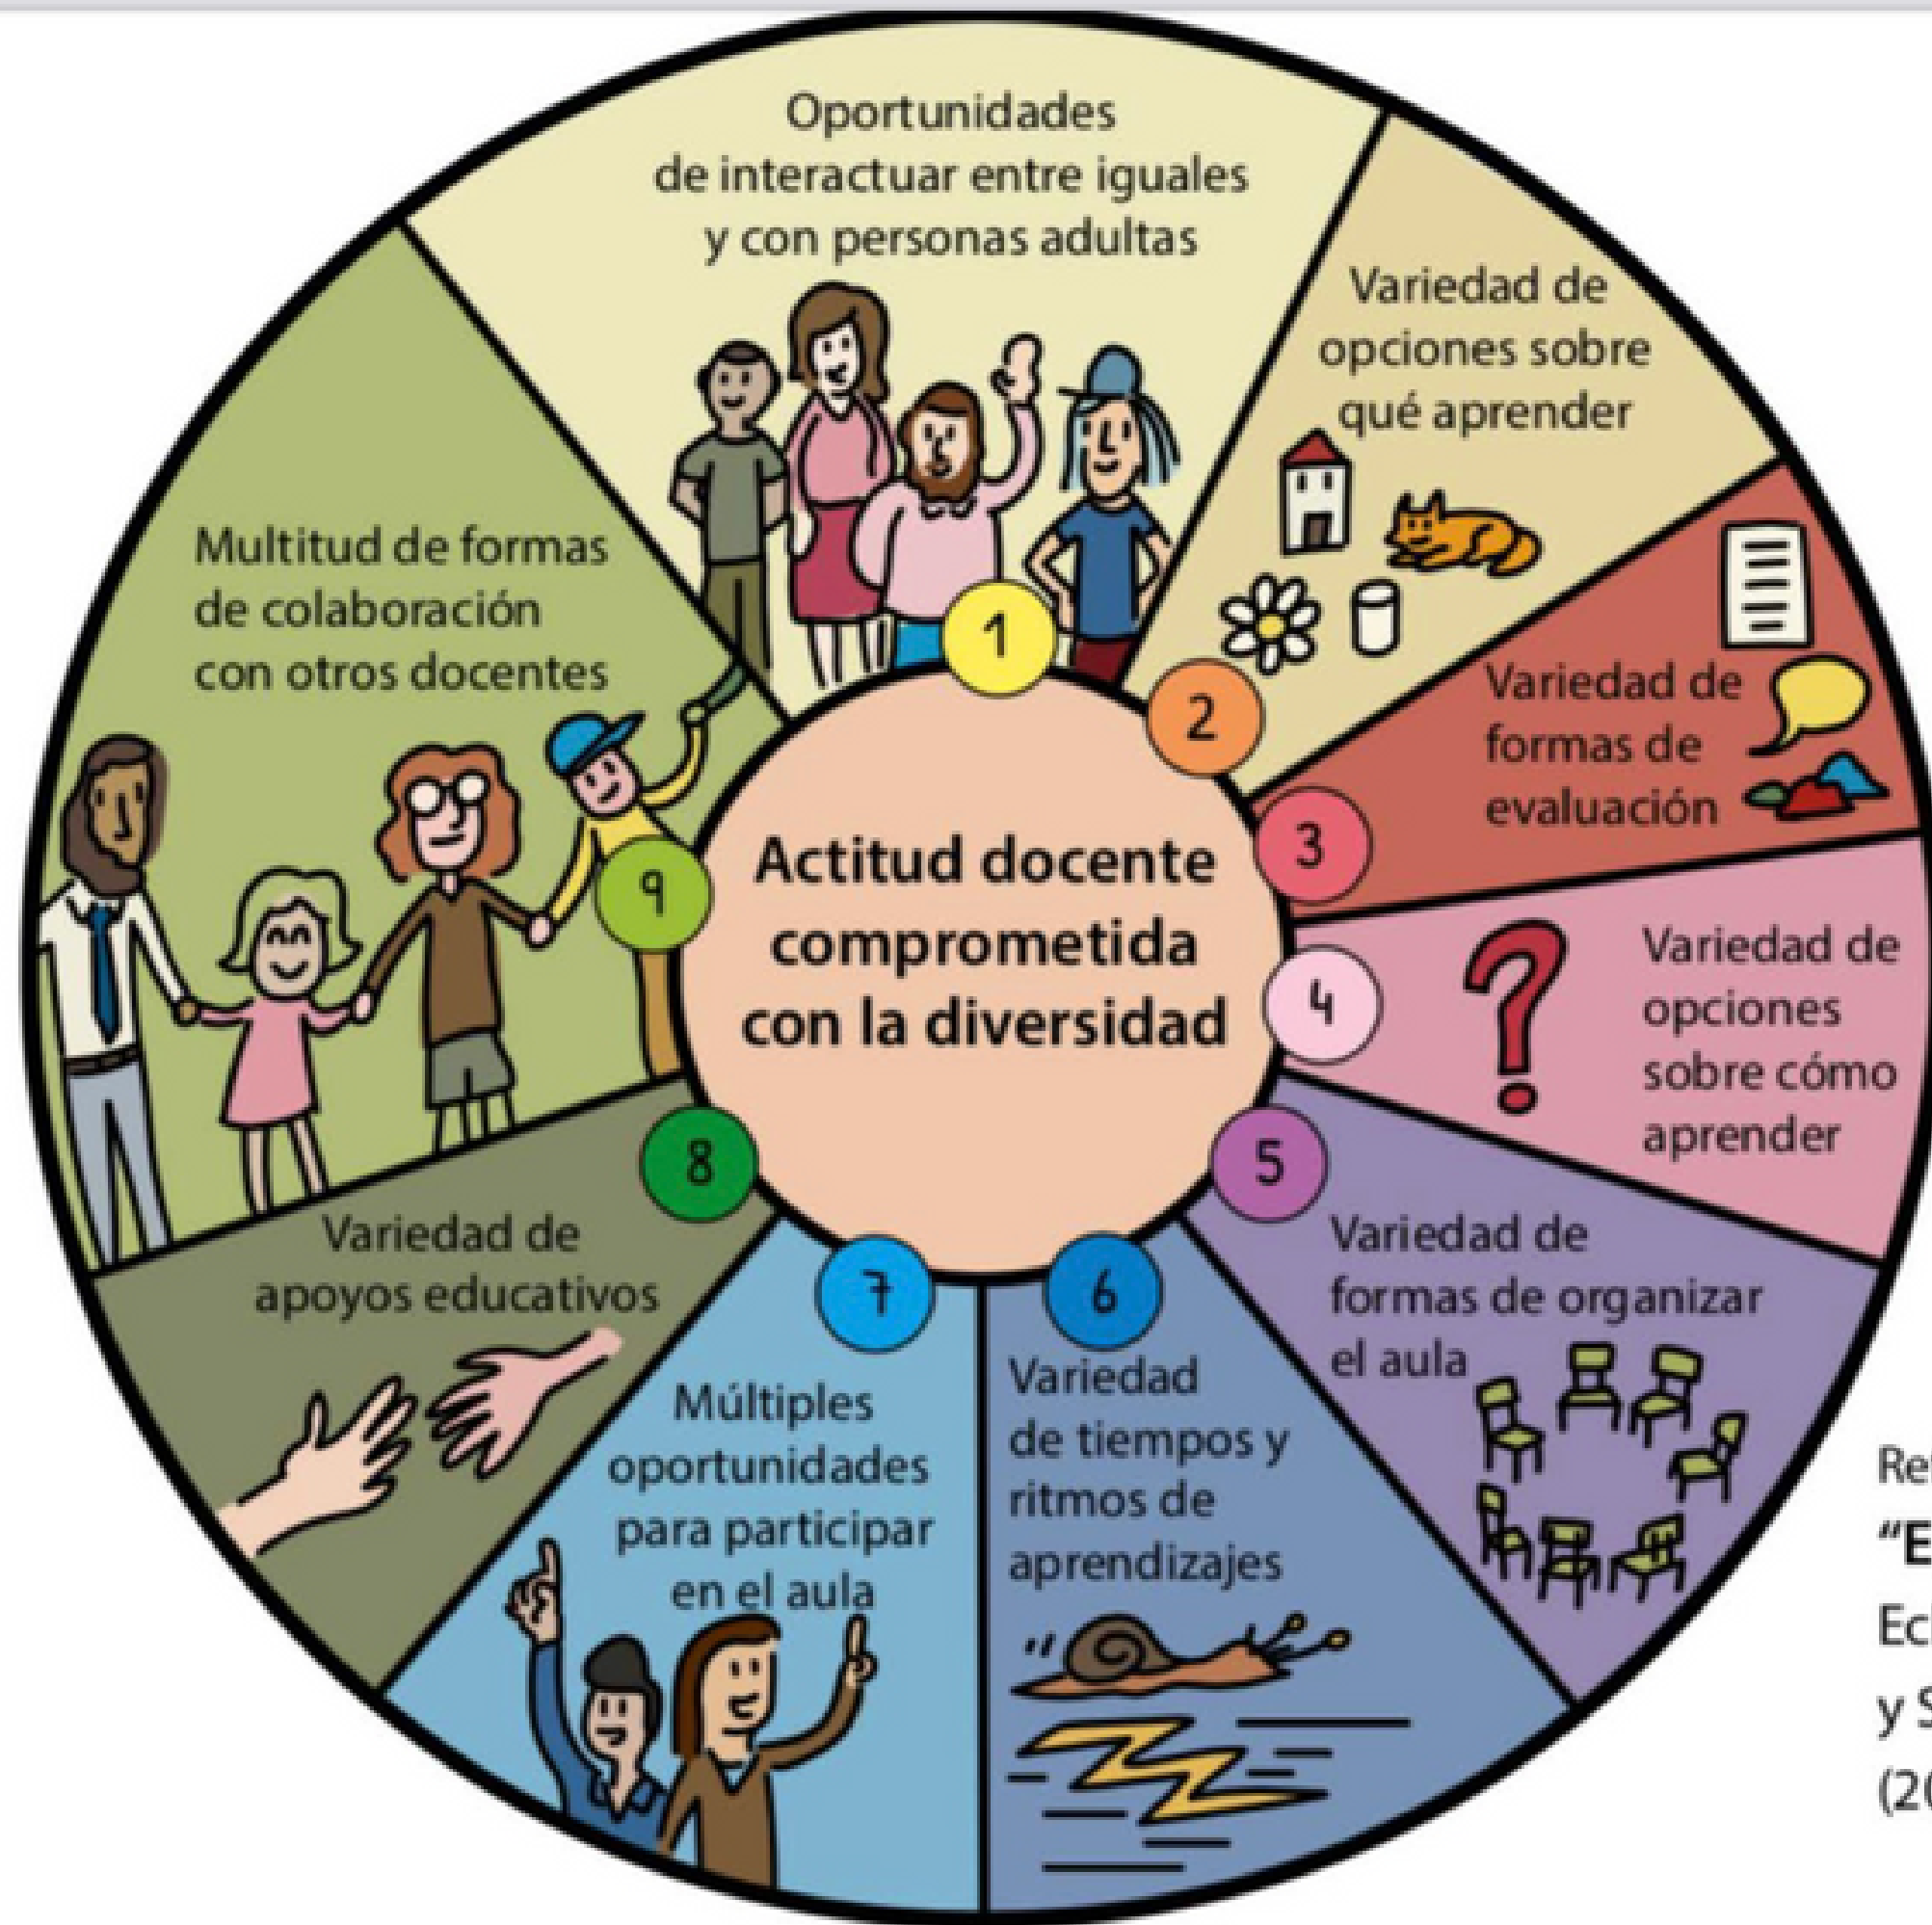 Oportunidades
de interactuar entre iguales
y con personas adultas
1
Variedad de
opciones sobre
qué aprender
2
Variedad de
formas de
evaluación
3
Variedad de
opciones
sobre cómo
aprender
4
Variedad de
formas de organizar
el aula
5
Variedad
de tiempos y
ritmos de
aprendizajes
6
Múltiples
oportunidades
para participar
en el aula
7
Variedad de
apoyos educativos
8
Multitud de formas
de colaboración
con otros docentes
9
Actitud docente
comprometida
con la diversidad
y